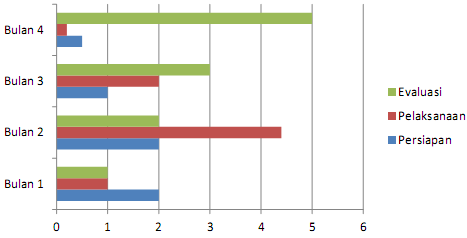 Bulan 4
Bulan 3
Bulan 2
Bulan 1
0 1 2 3 4 5 6
Evaluasi
Pelaksanaan
Persiapan